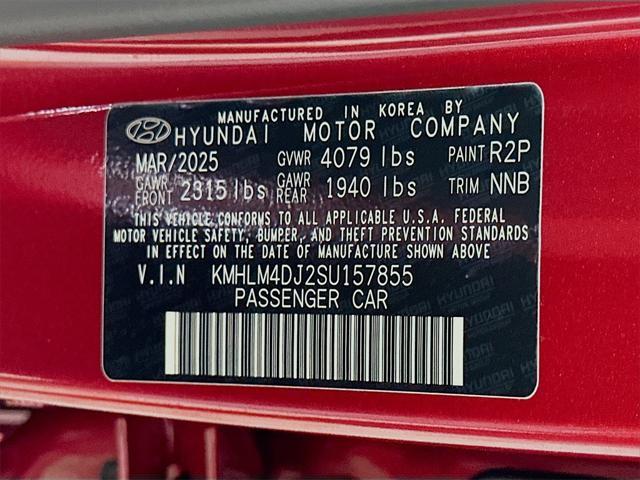 MANUFACTURED IN KOREA BY
HYUNDAI MOTOR COMPANY
MAR/2025 GVWR 4079 lbs PAINT R2P
GAWR FRONT 2315 lbs GAWR REAR 1940 lbs TRIM NNB
THIS VEHICLE CONFORMS TO ALL APPLICABLE U.S.A. FEDERAL
MOTOR VEHICLE SAFETY, BUMPER, AND THEFT PREVENTION STANDARDS
IN EFFECT ON THE DATE OF MANUFACTURE SHOWN ABOVE
V.I.N KMHLM4DJ2SU157855
PASSENGER CAR